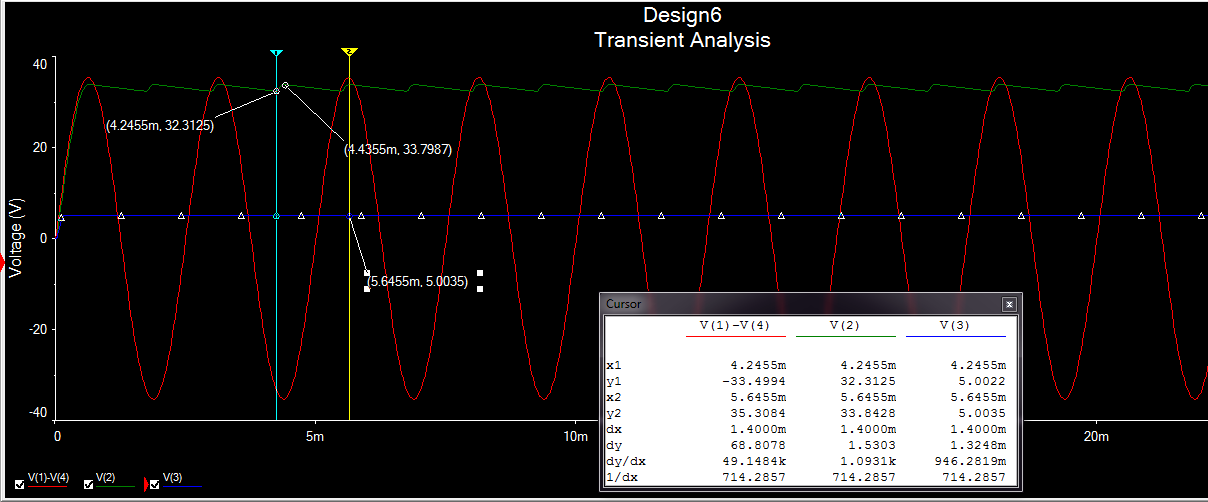 Design6
Transient Analysis
1
2
40
20
0
-20
-40
Voltage (V)
(4.2455m, 32.3125)
(4.4355m, 33.7987)
(5.6455m, 5.0035)
0
5m
10m
20m
Cursor
x
V(1)-V(4) V(2) V(3)
x1 4.2455m 4.2455m 4.2455m
y1 -33.4994 32.3125 5.0022
x2 5.6455m 5.6455m 5.6455m
y2 35.3084 33.8428 5.0035
dx 1.4000m 1.4000m 1.4000m
dy 68.8078 1.5303 1.3248m
dy/dx 49.1484k 1.0931k 946.2819m
1/dx 714.2857 714.2857 714.2857
V(1)-V(4) V(2) V(3)